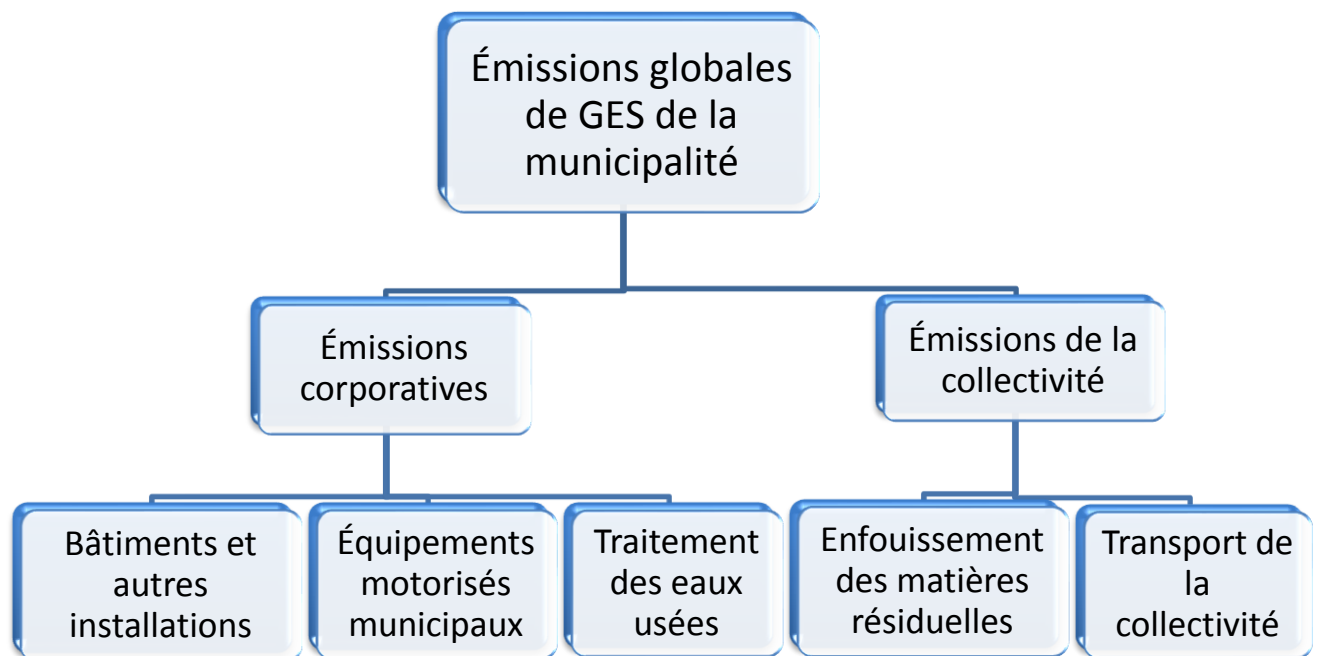 Émissions globales
de GES de la
municipalité
Émissions
corporatives
Émissions de la
collectivité
Bâtiments et
autres
installations
Équipements
motorisés
municipaux
Traitement
des eaux
usées
Enfouissement
des matières
résiduelles
Transport de
la
collectivité